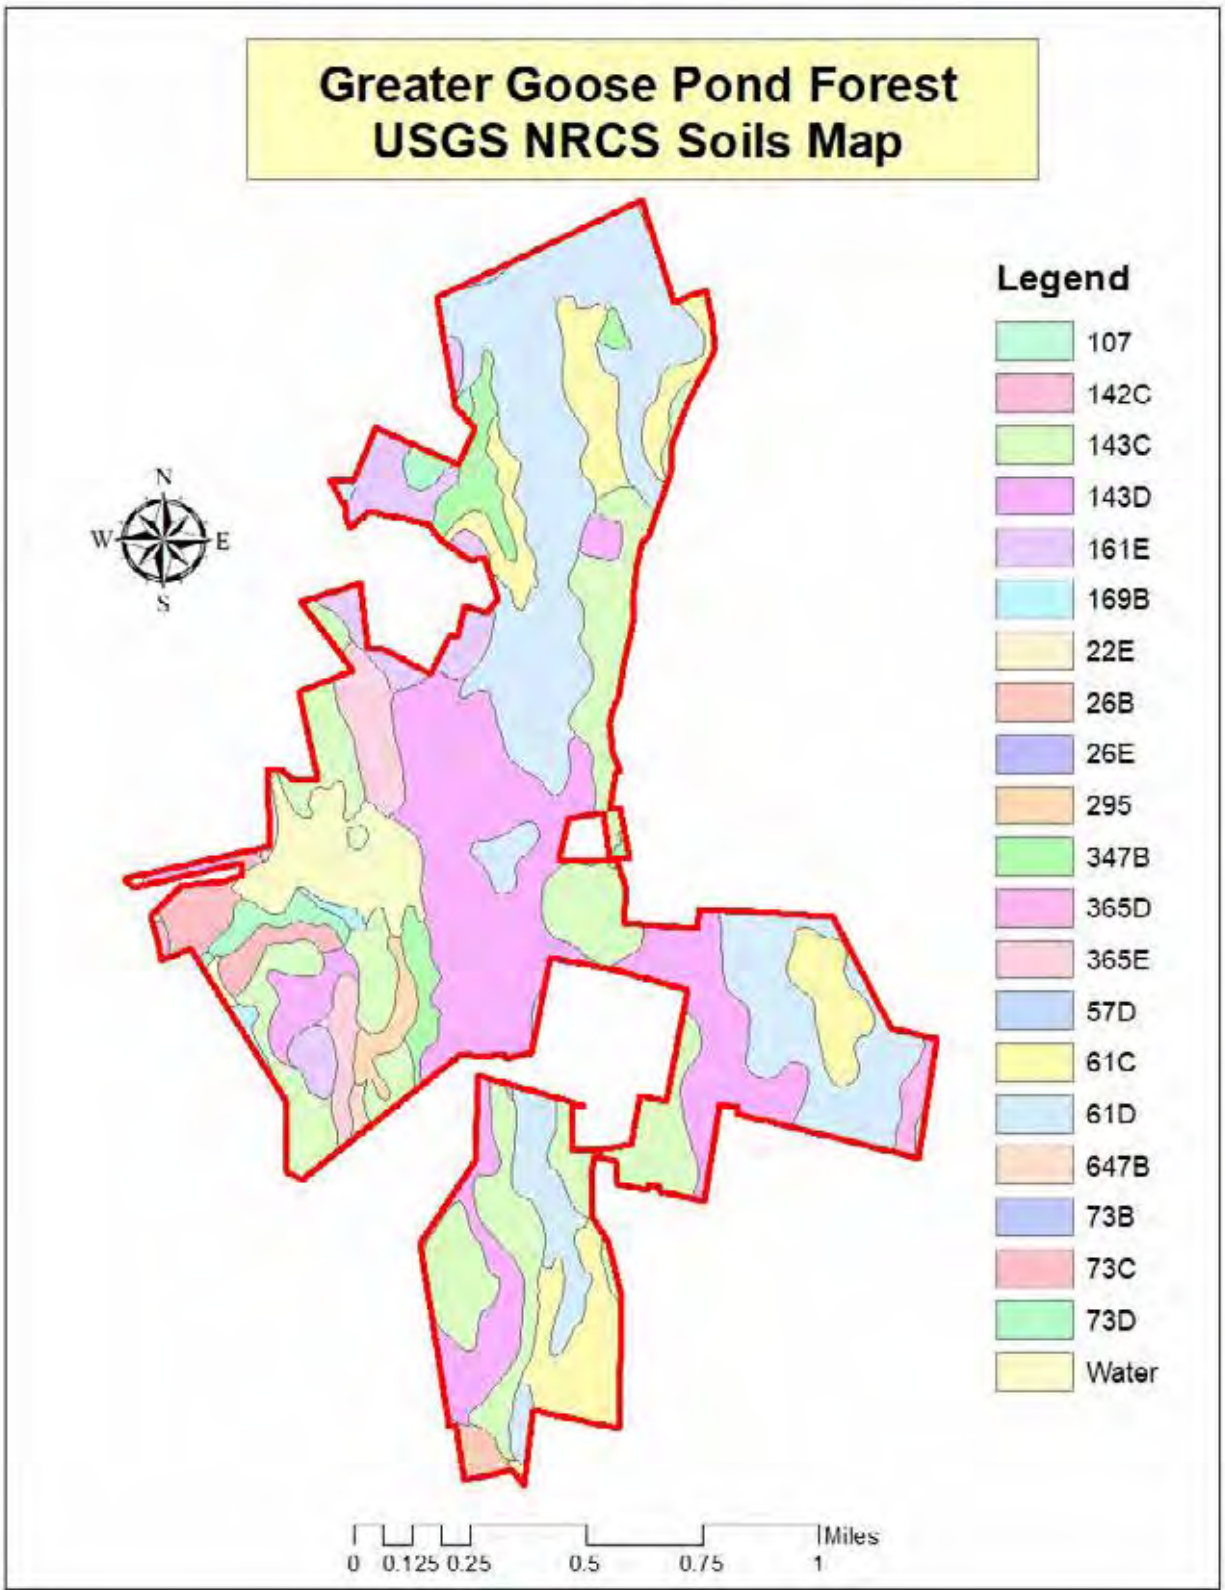 Greater Goose Pond Forest
USGS NRCS Soils Map
Legend
107
142C
143C
143D
161E
169B
22E
26B
26E
295
347B
365D
365E
57D
61C
61D
647B
73B
73C
73D
Water
N
W E
S
Miles
0 0.125 0.25 0.5 0.75 1